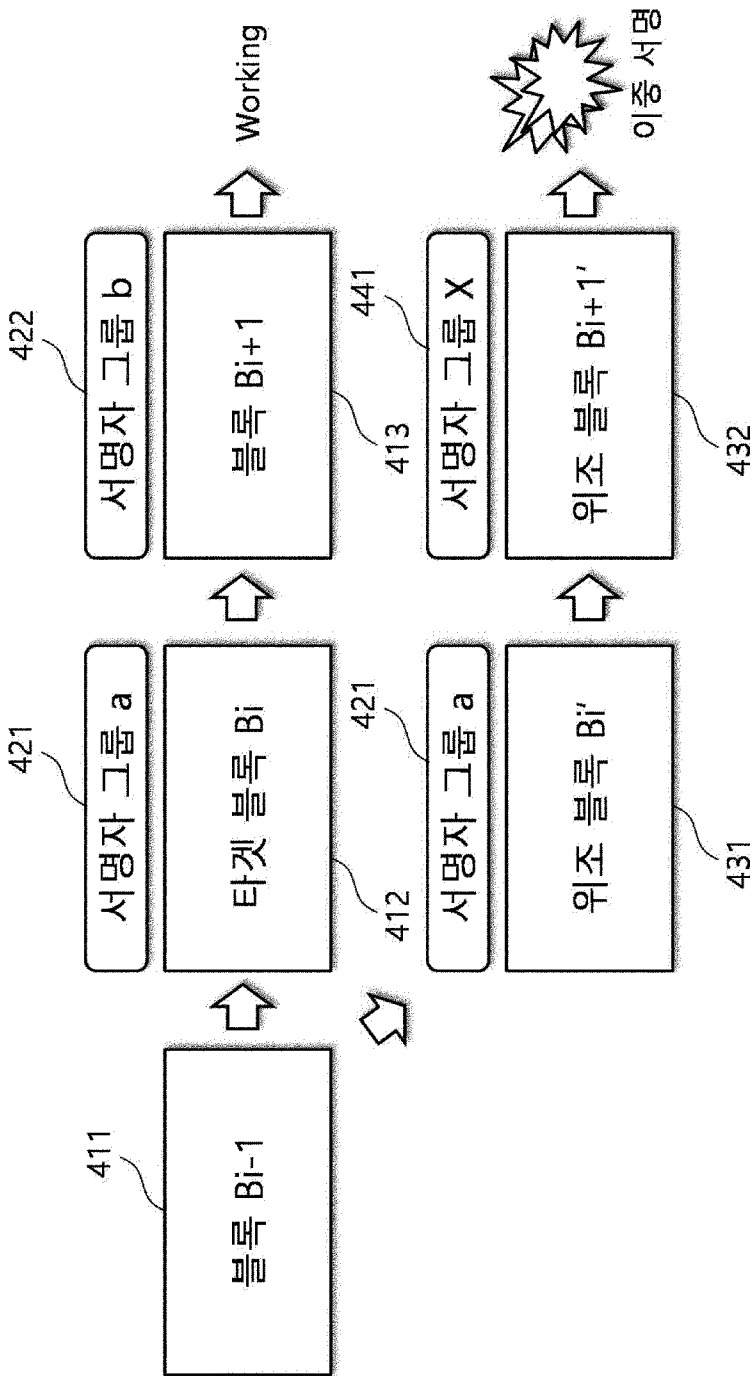 421
422
서명자 그룹 a
서명자 그룹 b
411
블록 Bi-1
타겟 블록 Bi
블록 Bi+1
Working
412
413
421
441
서명자 그룹 a
서명자 그룹 X
위조 블록 Bi'
위조 블록 Bi+1'
이중 서명
431
432